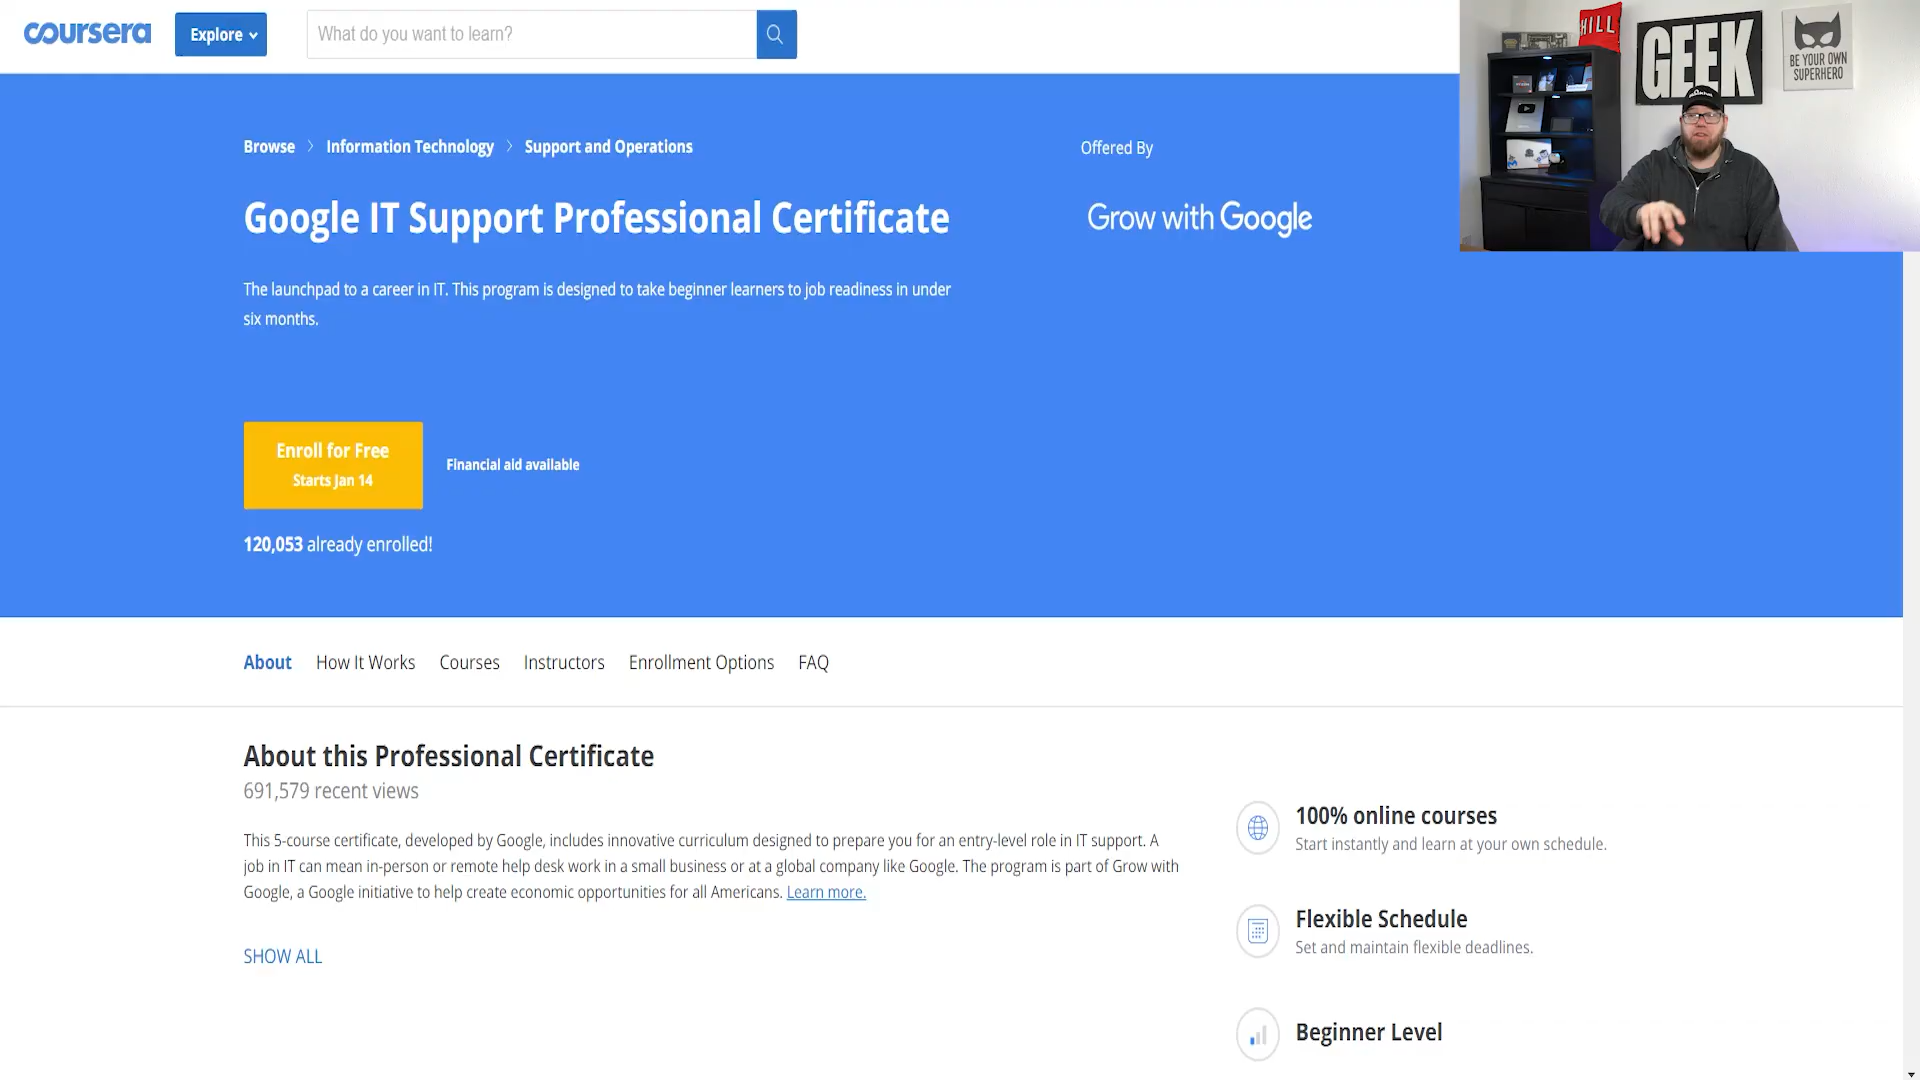 coursera
Explore
What do you want to learn?
HILL
GEEK
BE YOUR OWN
SUPERHERO
Browse > Information Technology > Support and Operations
Offered By
Google IT Support Professional Certificate
Grow with Google
The launchpad to a career in IT. This program is designed to take beginner learners to job readiness in under
six months.
Enroll for Free
Starts Jan 14
Financial aid available
120,053 already enrolled!
About How It Works Courses Instructors Enrollment Options FAQ
About this Professional Certificate
691,579 recent views
This 5-course certificate, developed by Google, includes innovative curriculum designed to prepare you for an entry-level role in IT support. A
job in IT can mean in-person or remote help desk work in a small business or at a global company like Google. The program is part of Grow with
Google, a Google initiative to help create economic opportunities for all Americans. Learn more.
SHOW ALL
100% online courses
Start instantly and learn at your own schedule.
Flexible Schedule
Set and maintain flexible deadlines.
Beginner Level